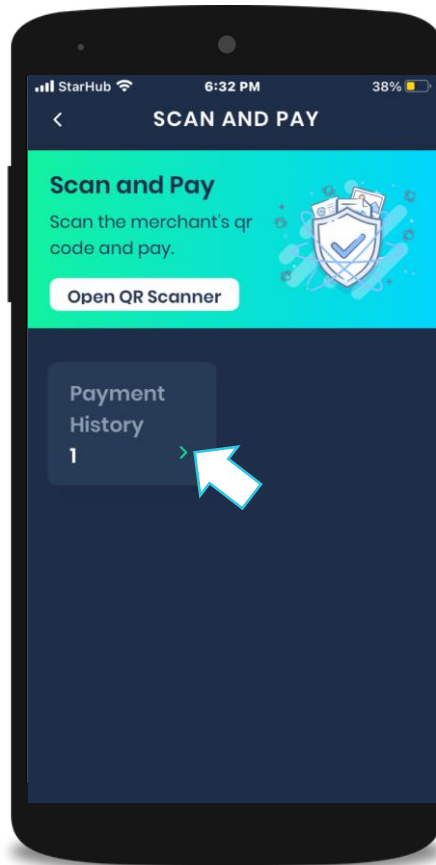 StarHub 6:32 PM 38%
SCAN AND PAY
Scan and Pay
Scan the merchant's qr
code and pay.
Open QR Scanner
Payment
History
1